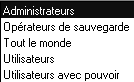 Administrateurs
Opérateurs de sauvegarde
Tout le monde
Utilisateurs
Utilisateurs avec pouvoir